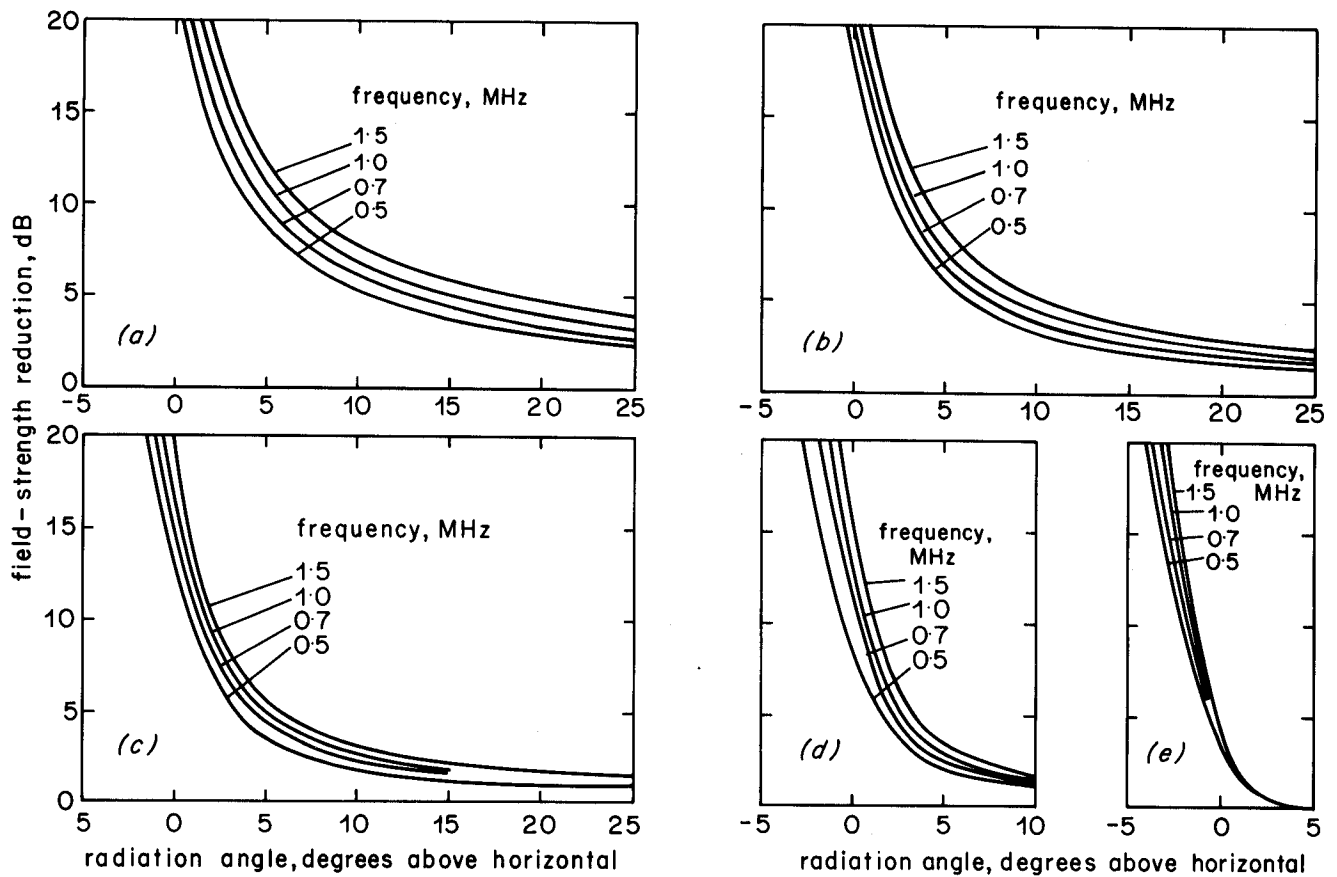 field-strength reduction, dB
20
15
10
5
0
frequency, MHz
1·5
1·0
0·7
0·5
(a)
-5 0 5 10 15 20 25
frequency, MHz
1·5
1·0
0·7
0·5
(b)
-5 0 5 10 15 20 25
20
15
10
5
0
frequency, MHz
1·5
1·0
0·7
0·5
(c)
5 0 5 10 15 20 25
radiation angle, degrees above horizontal
frequency,
MHz
1·5
1·0
0·7
0·5
(d)
-5 0 5 10
frequency,
1·5 MHz
1·0
0·7
0·5
(e)
-5 0 5
radiation angle, degrees above horizontal